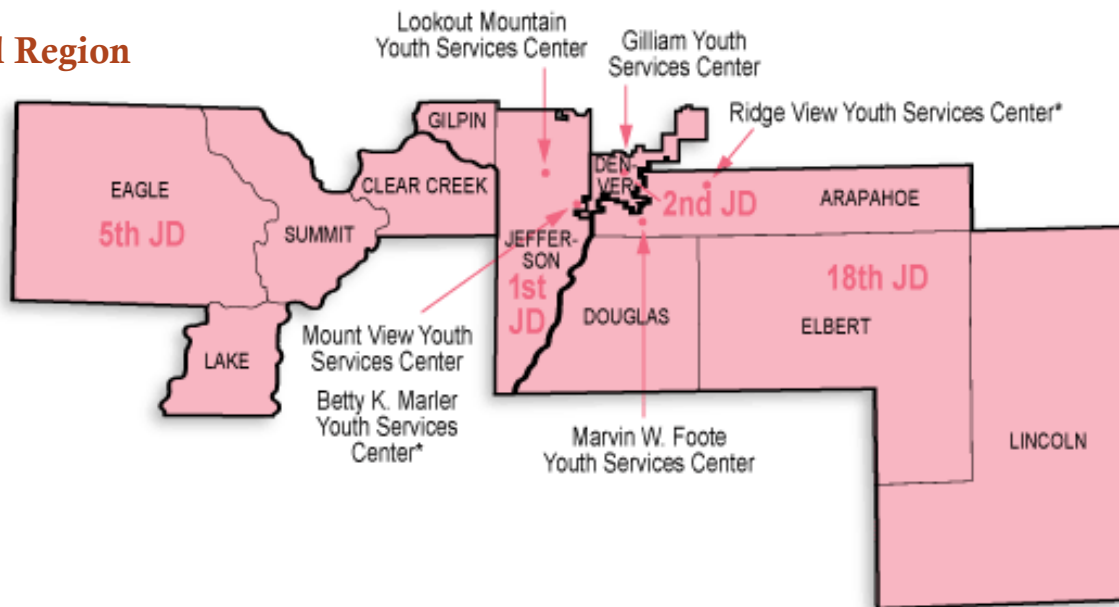 Region
Lookout Mountain
Youth Services Center
Gilliam Youth
Services Center
Ridge View Youth Services Center*
GILPIN
DEN-
VER
EAGLE
CLEAR CREEK
ARAPAHOE
5th JD
2nd JD
SUMMIT
JEFFER-
SON
1st
JD
18th JD
DOUGLAS
ELBERT
LAKE
Mount View Youth
Services Center
Betty K. Marler
Youth Services
Center*
Marvin W. Foote
Youth Services Center
LINCOLN